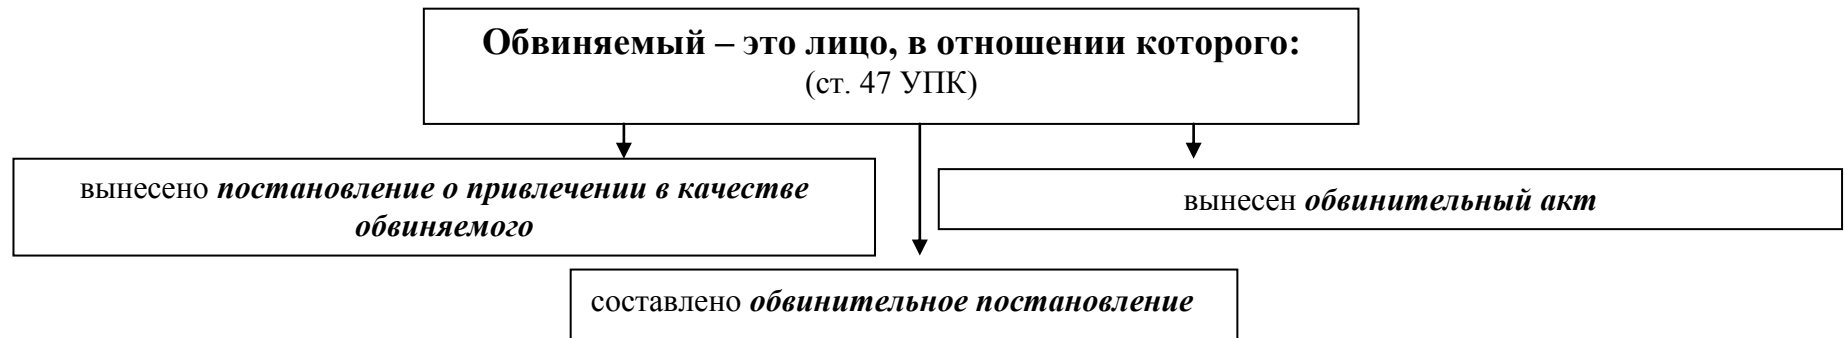 Обвиняемый – это лицо, в отношении которого:
(ст. 47 УПК)
вынесено постановление о привлечении в качестве
обвиняемого
вынесен обвинительный акт
составлено обвинительное постановление